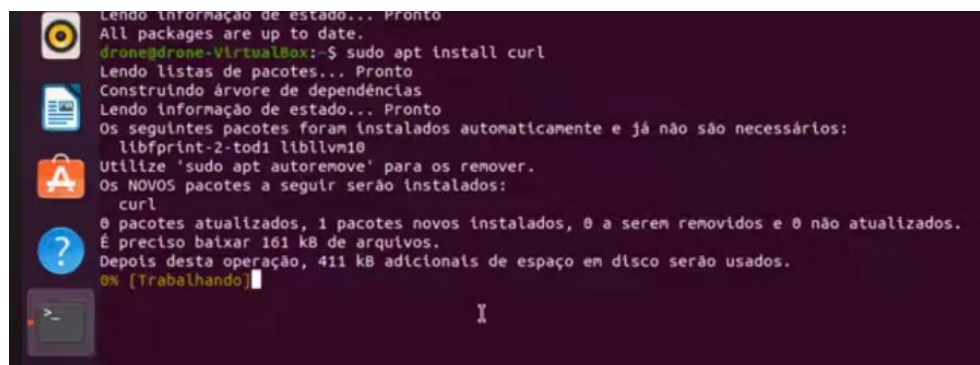 Lendo informação de estado... Pronto
All packages are up to date.
drone@drone-VirtualBox:~$ sudo apt install curl
Lendo listas de pacotes... Pronto
Construindo árvore de dependências
Lendo informação de estado... Pronto
Os seguintes pacotes foram instalados automaticamente e já não são necessários:
libfprint-2-tod1 libllvm10
Utilize 'sudo apt autoremove' para os remover.
Os NOVOS pacotes a seguir serão instalados:
curl
0 pacotes atualizados, 1 pacotes novos instalados, 0 a serem removidos e 0 não atualizados.
É preciso baixar 161 kB de arquivos.
Depois desta operação, 411 kB adicionais de espaço em disco serão usados.
0% [Trabalhando]